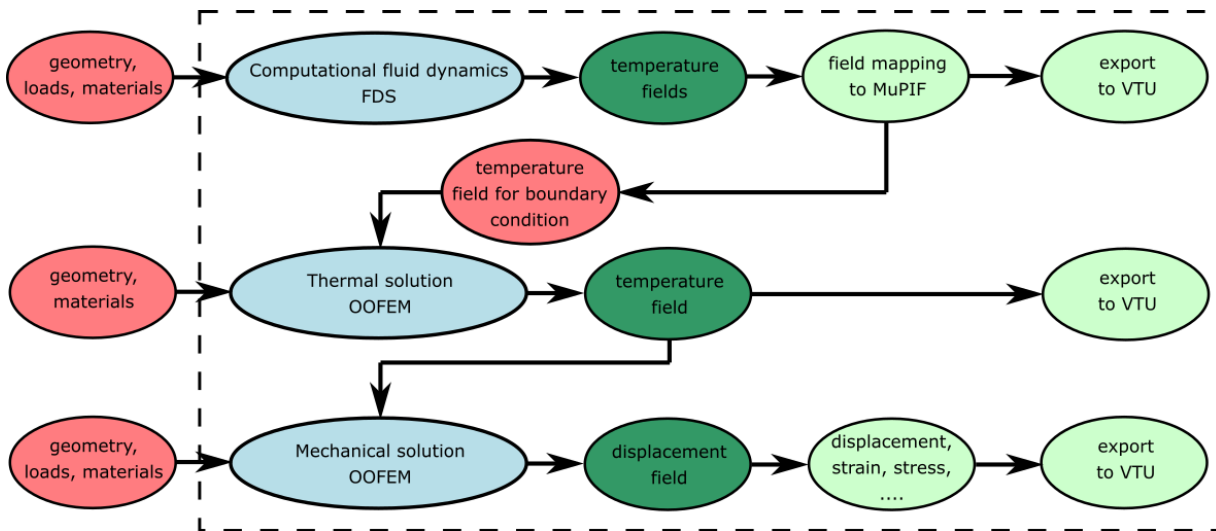 geometry,
loads, materials
Computational fluid dynamics
FDS
temperature
fields
field mapping
to MuPIF
export
to VTU
temperature
field for boundary
condition
geometry,
materials
Thermal solution
OOFEM
temperature
field
export
to VTU
geometry,
loads, materials
Mechanical solution
OOFEM
displacement
field
displacement,
strain, stress,
....
export
to VTU